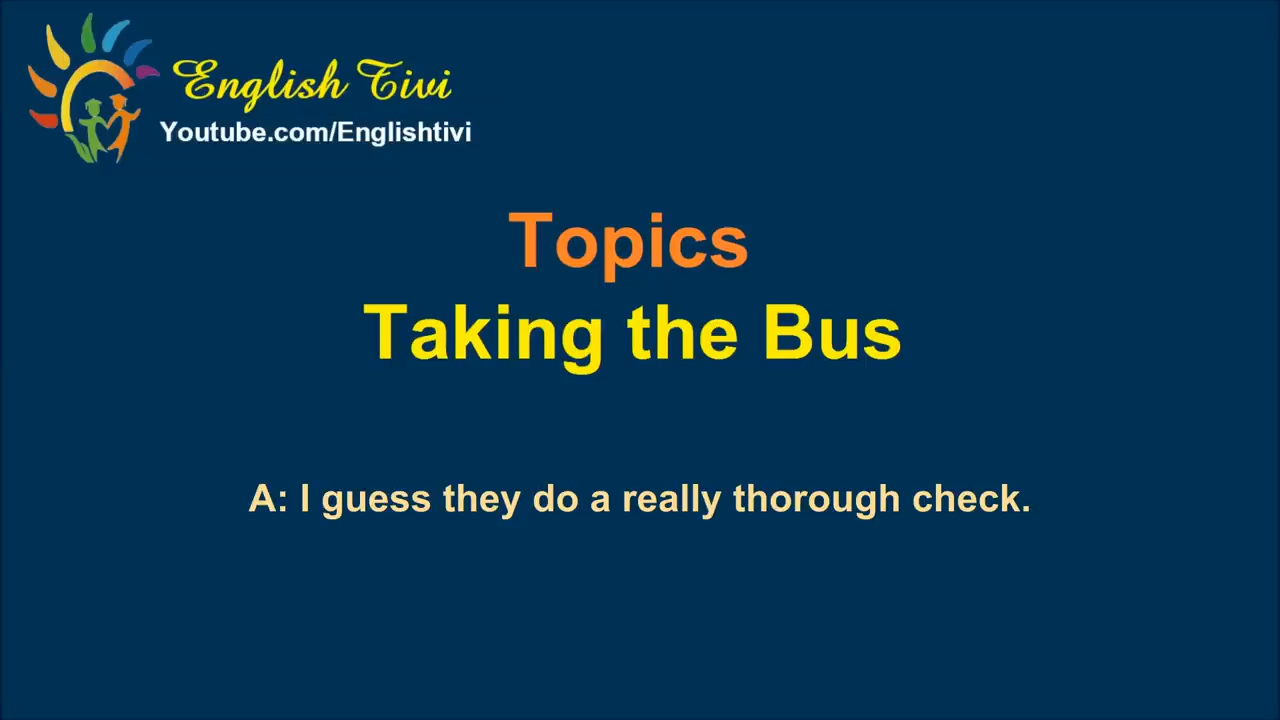 English Tivi
Youtube.com/Englishtivi
Topics
Taking the Bus
A: I guess they do a really thorough check.